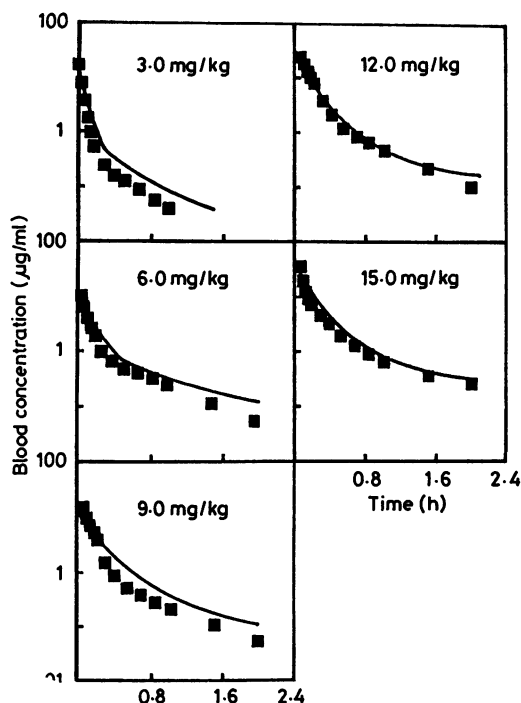 100
3.0 mg/kg
12.0 mg/kg
1
100
6.0 mg/kg
15.0 mg/kg
1
Blood concentration (µg/ml)
100
0.8 1.6 2.4
Time (h)
9.0 mg/kg
1
01
0.8 1.6 2.4